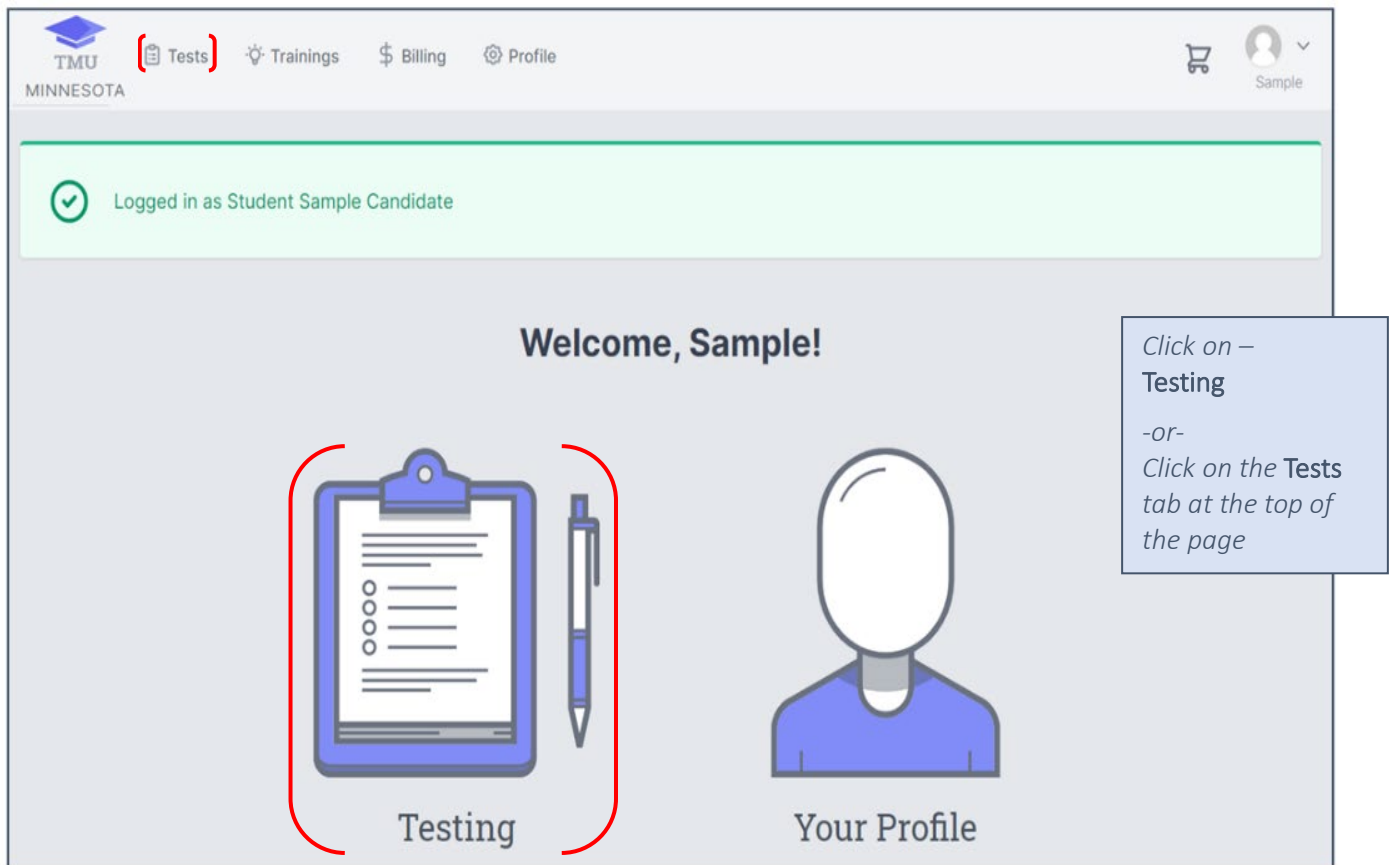 TMU
MINNESOTA
Tests
Trainings
$ Billing
Profile
Sample
Logged in as Student Sample Candidate
Welcome, Sample!
Click on –
Testing
-or-
Click on the Tests
tab at the top of
the page
Testing
Your Profile